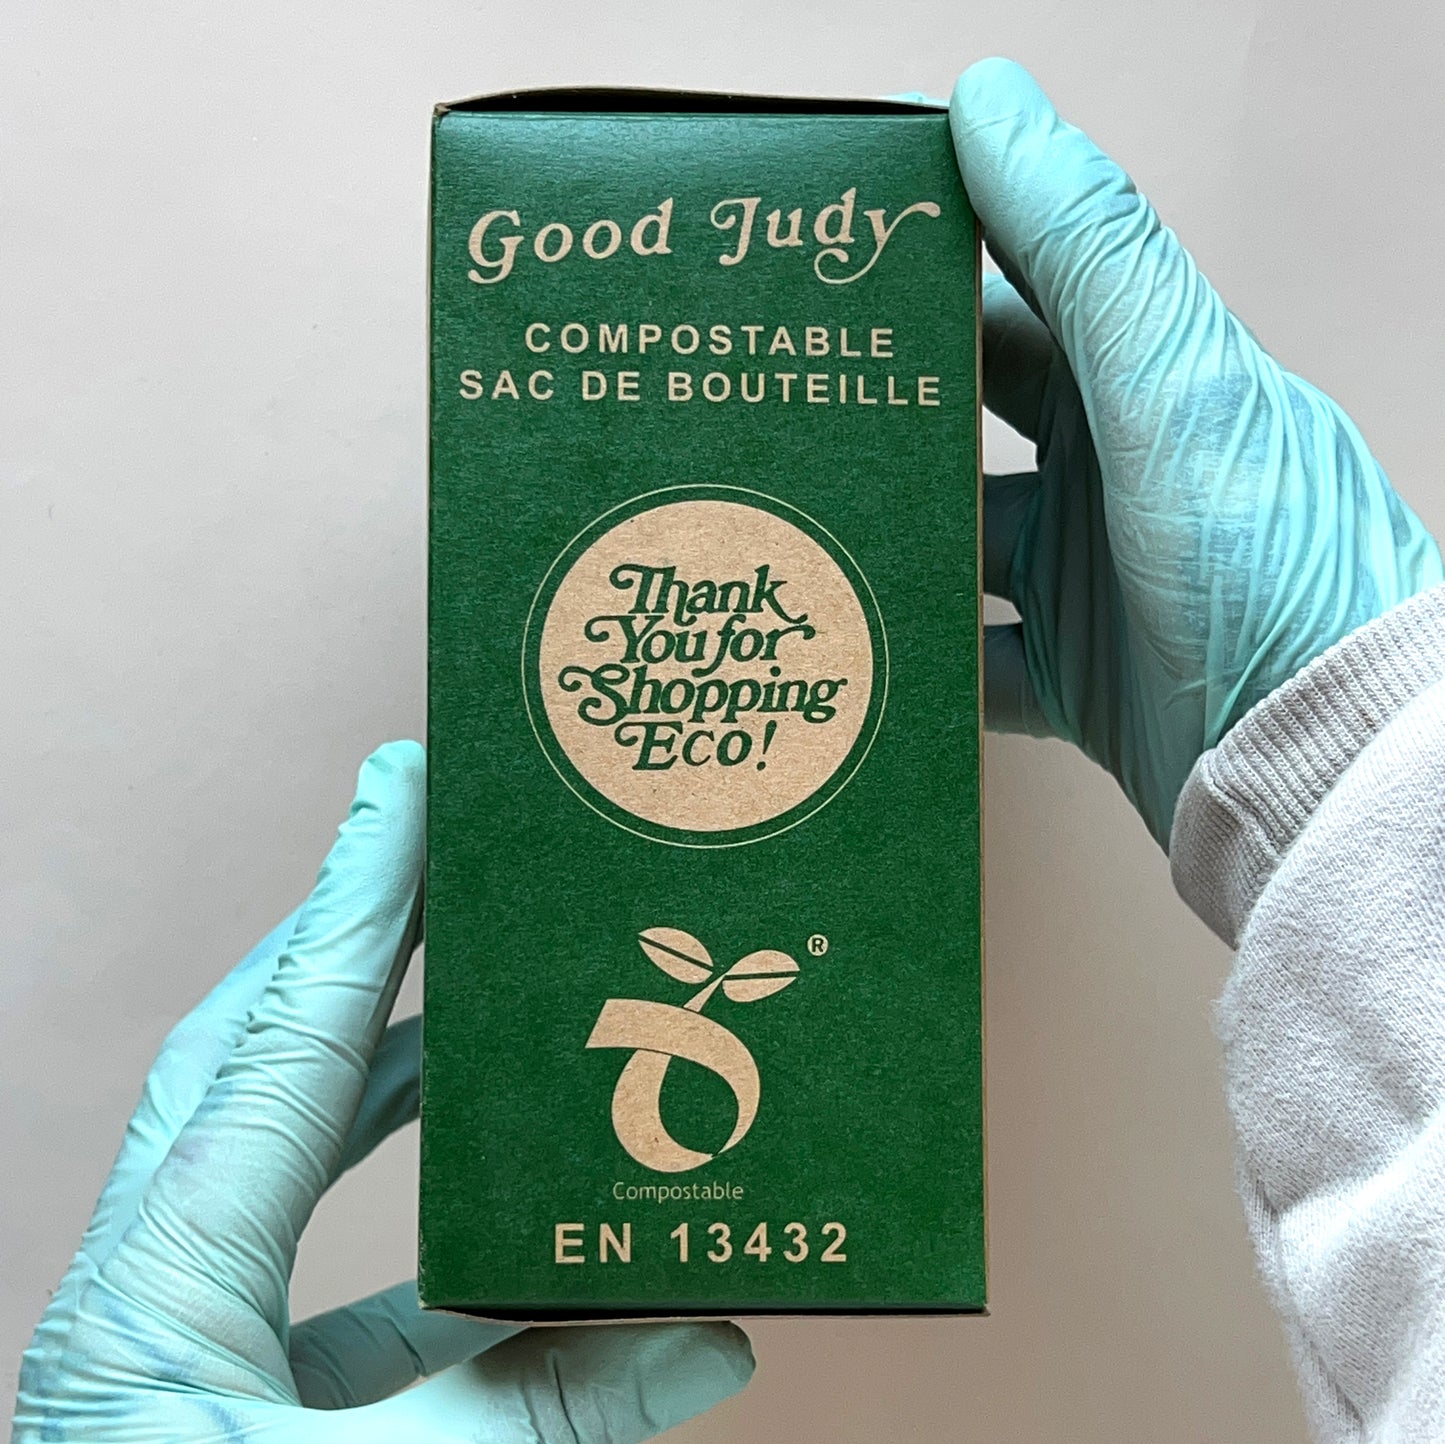 Good Judy
COMPOSTABLE
SAC DE BOUTEILLE
Thank
You for
Shopping
Eco!
®
Compostable
EN 13432